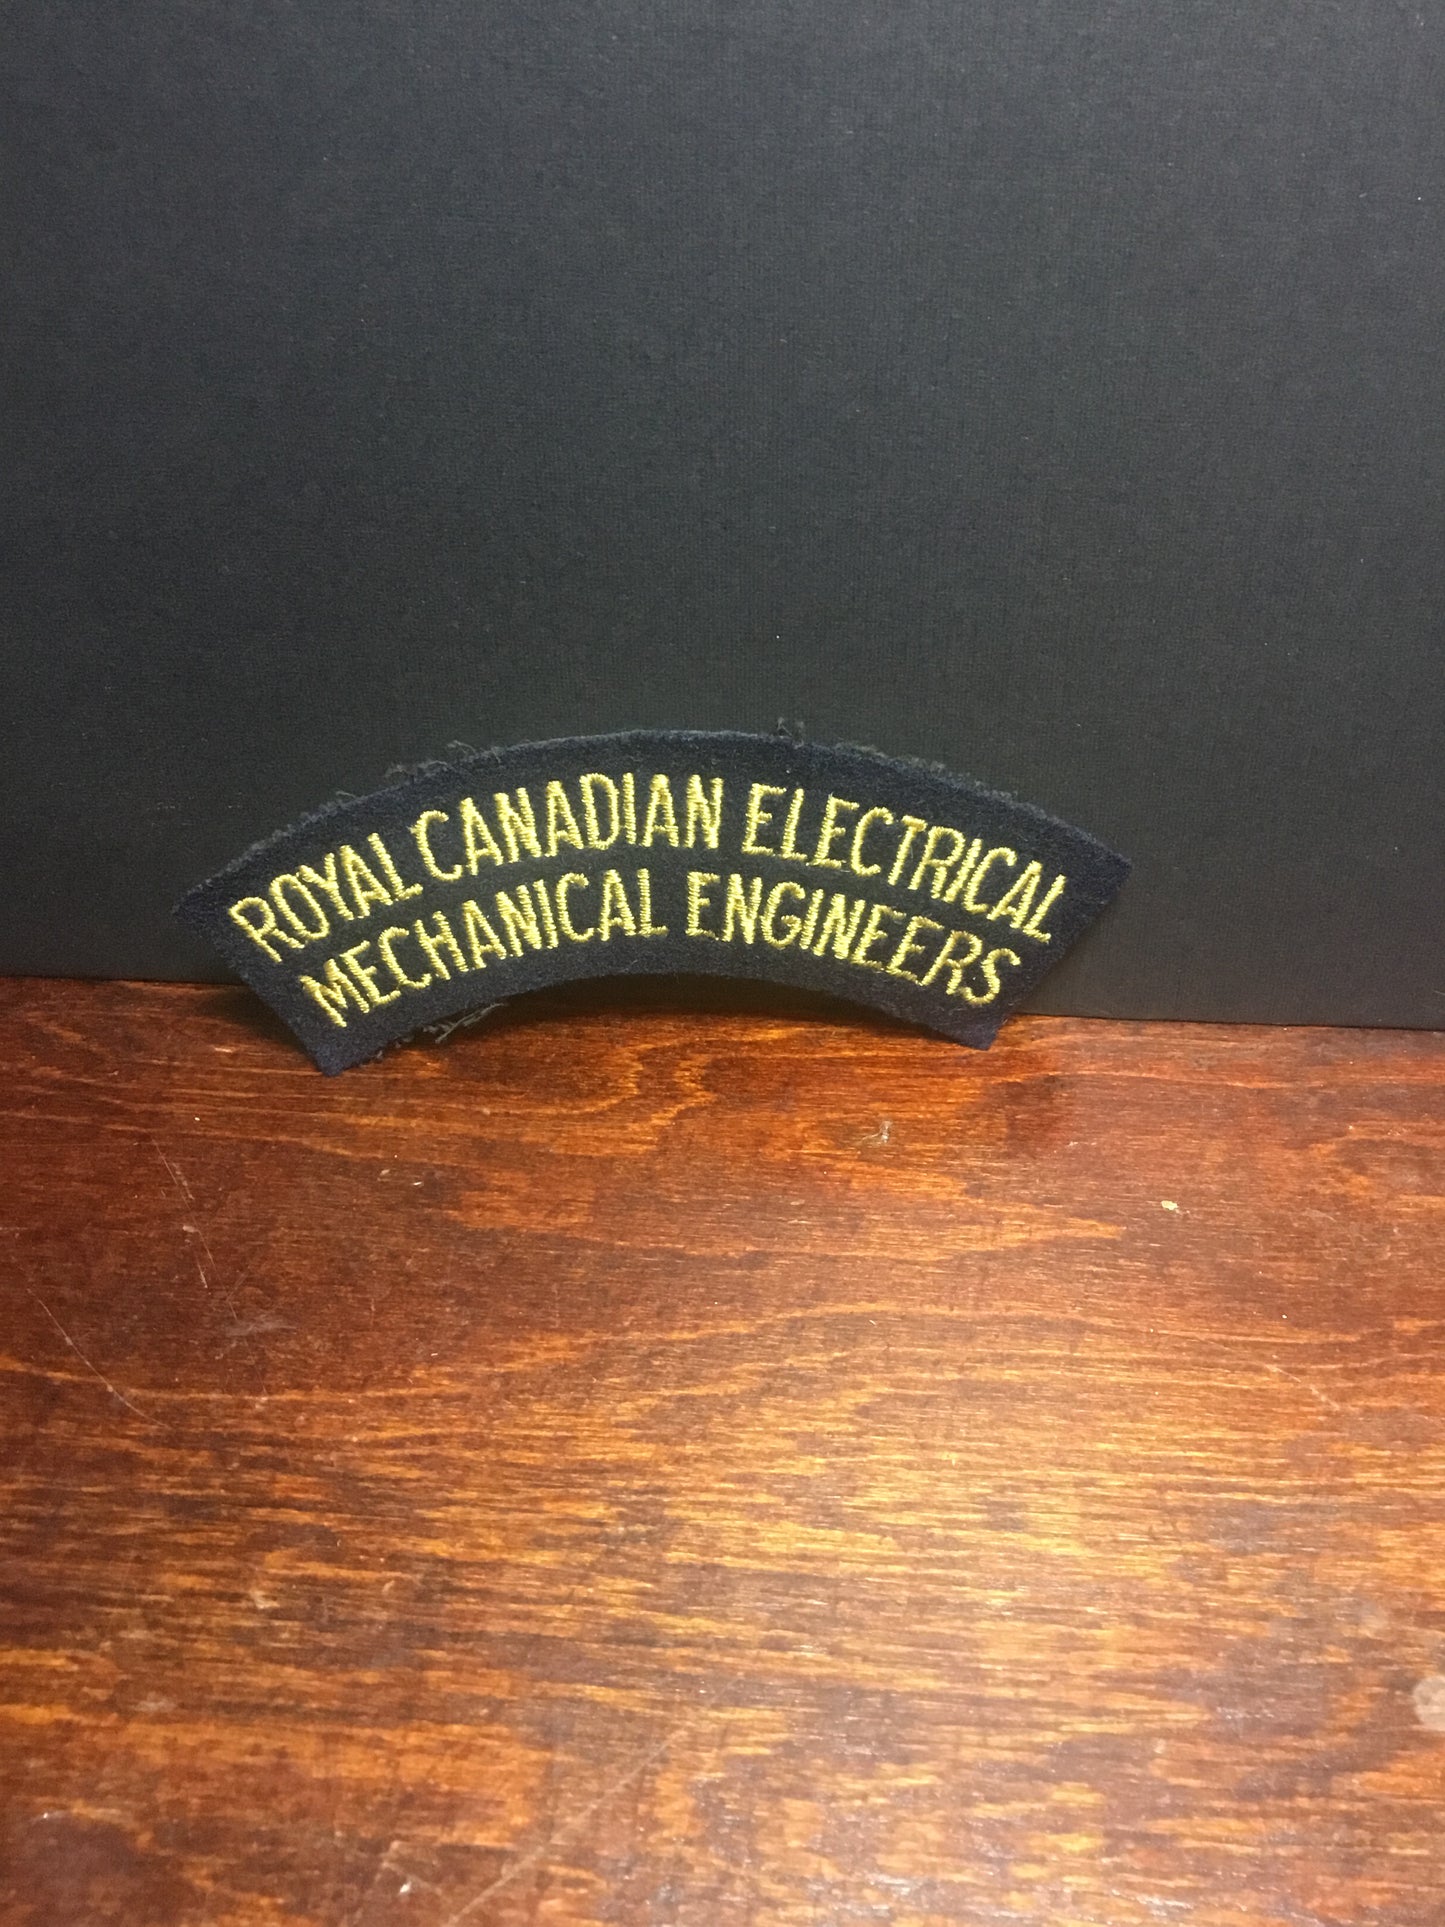 ROYAL CANADIAN ELECTRICAL
MECHANICAL ENGINEERS